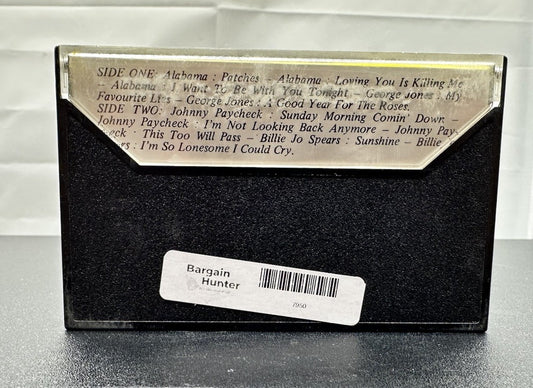 SIDE ONE: Alabama : Patches – Alabama : Loving You Is Killing Me
– Alabama : I Want To Be With You Tonight – George Jones : My
Favourite Lies – George Jones : A Good Year For The Roses.
SIDE TWO: Johnny Paycheck : Sunday Morning Comin' Down –
Johnny Paycheck : I'm Not Looking Back Anymore – Johnny Pay-
check : This Too Will Pass – Billie Jo Spears : Sunshine – Billie
: I'm So Lonesome I Could Cry.
Bargain
Hunter
7950